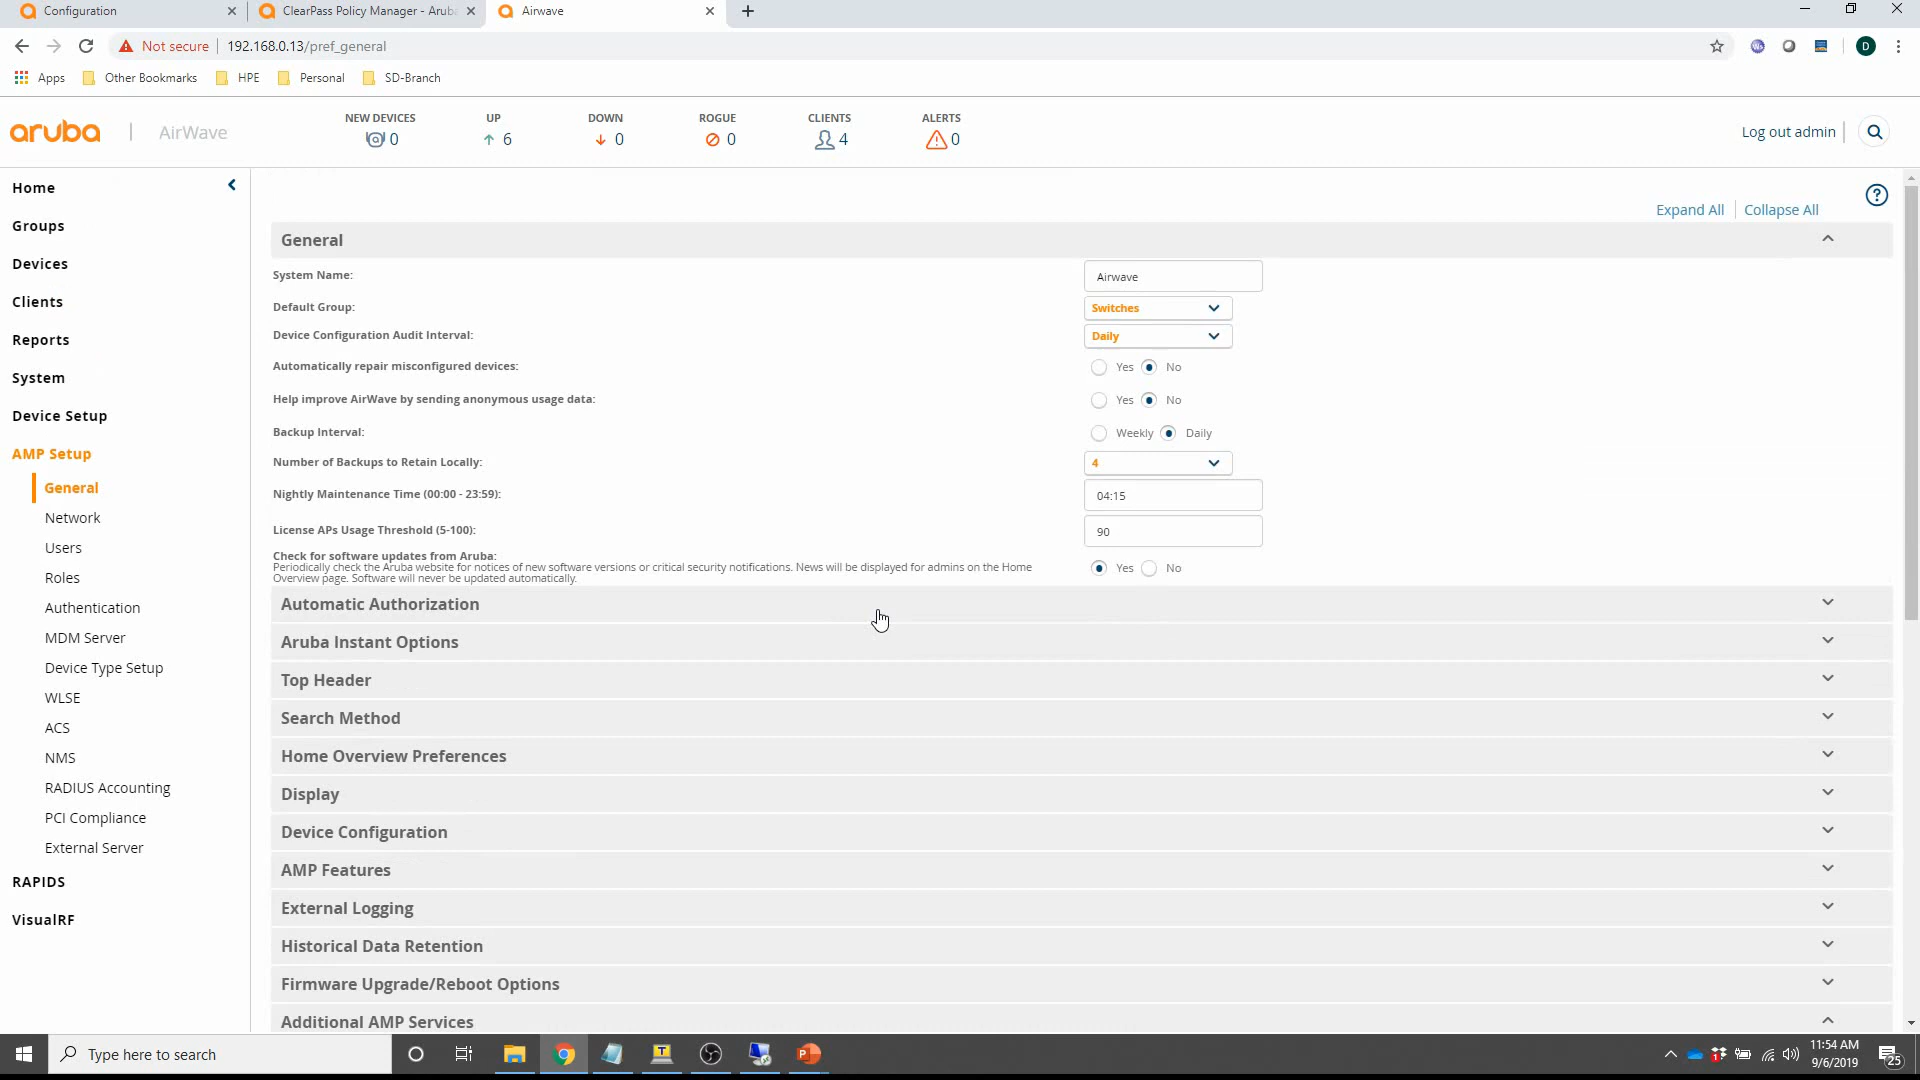 Configuration
ClearPass Policy Manager - Aruba
Airwave
Not secure
192.168.0.13/pref_general
D
Apps
Other Bookmarks
HPE
Personal
SD-Branch
aruba
AirWave
NEW DEVICES
0
UP
6
DOWN
0
ROGUE
0
CLIENTS
4
ALERTS
0
Log out admin
Home
Groups
Devices
Clients
Reports
System
Device Setup
AMP Setup
General
Network
Users
Roles
Authentication
MDM Server
Device Type Setup
WLSE
ACS
NMS
RADIUS Accounting
PCI Compliance
External Server
RAPIDS
VisualRF
Expand All
Collapse All
General
System Name:
Airwave
Default Group:
Switches
Device Configuration Audit Interval:
Daily
Automatically repair misconfigured devices:
Yes No
Help improve AirWave by sending anonymous usage data:
Yes No
Backup Interval:
Weekly Daily
Number of Backups to Retain Locally:
4
Nightly Maintenance Time (00:00 - 23:59):
04:15
License APs Usage Threshold (5-100):
90
Check for software updates from Aruba:
Periodically check the Aruba website for notices of new software versions or critical security notifications. News will be displayed for admins on the Home
Overview page. Software will never be updated automatically.
Yes No
Automatic Authorization
Aruba Instant Options
Top Header
Search Method
Home Overview Preferences
Display
Device Configuration
AMP Features
External Logging
Historical Data Retention
Firmware Upgrade/Reboot Options
Additional AMP Services
Type here to search
11:54 AM
9/6/2019
25